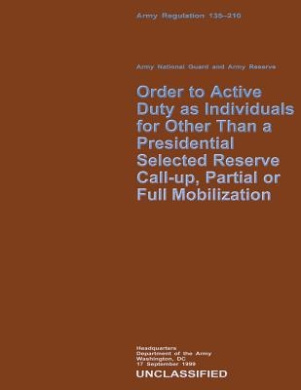 Army Regulation 135–210
Army National Guard and Army Reserve
Order to Active
Duty as Individuals
for Other Than a
Presidential
Selected Reserve
Call-up, Partial or
Full Mobilization
Headquarters
Department of the Army
Washington, DC
17 September 1999
UNCLASSIFIED